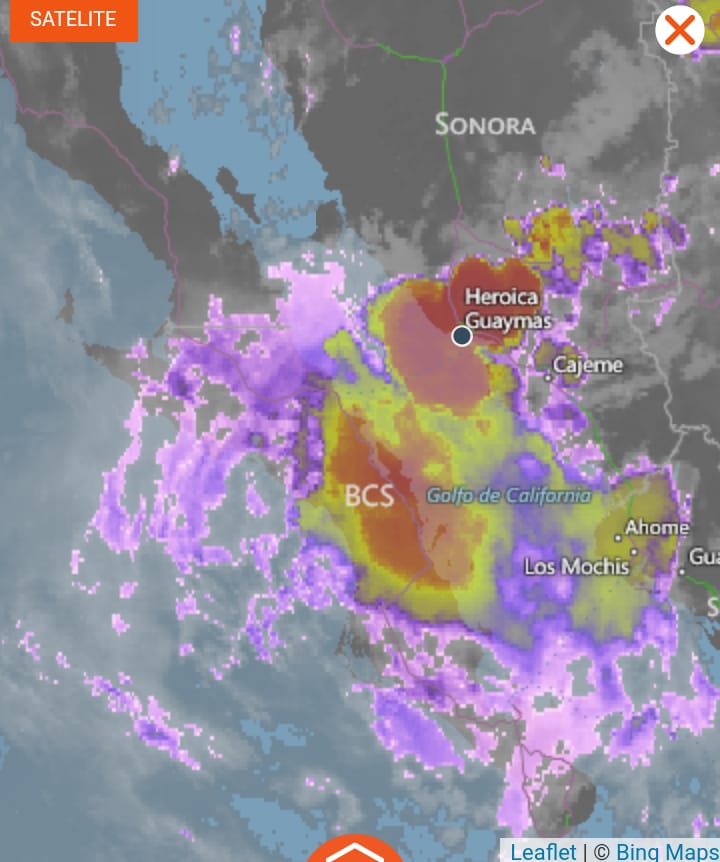 SATELITE
SONORA
Heroica
Guaymas
Cajeme
BCS
Golfo de California
Ahome
Los Mochis
Gua
S
Leaflet | © Bing Maps